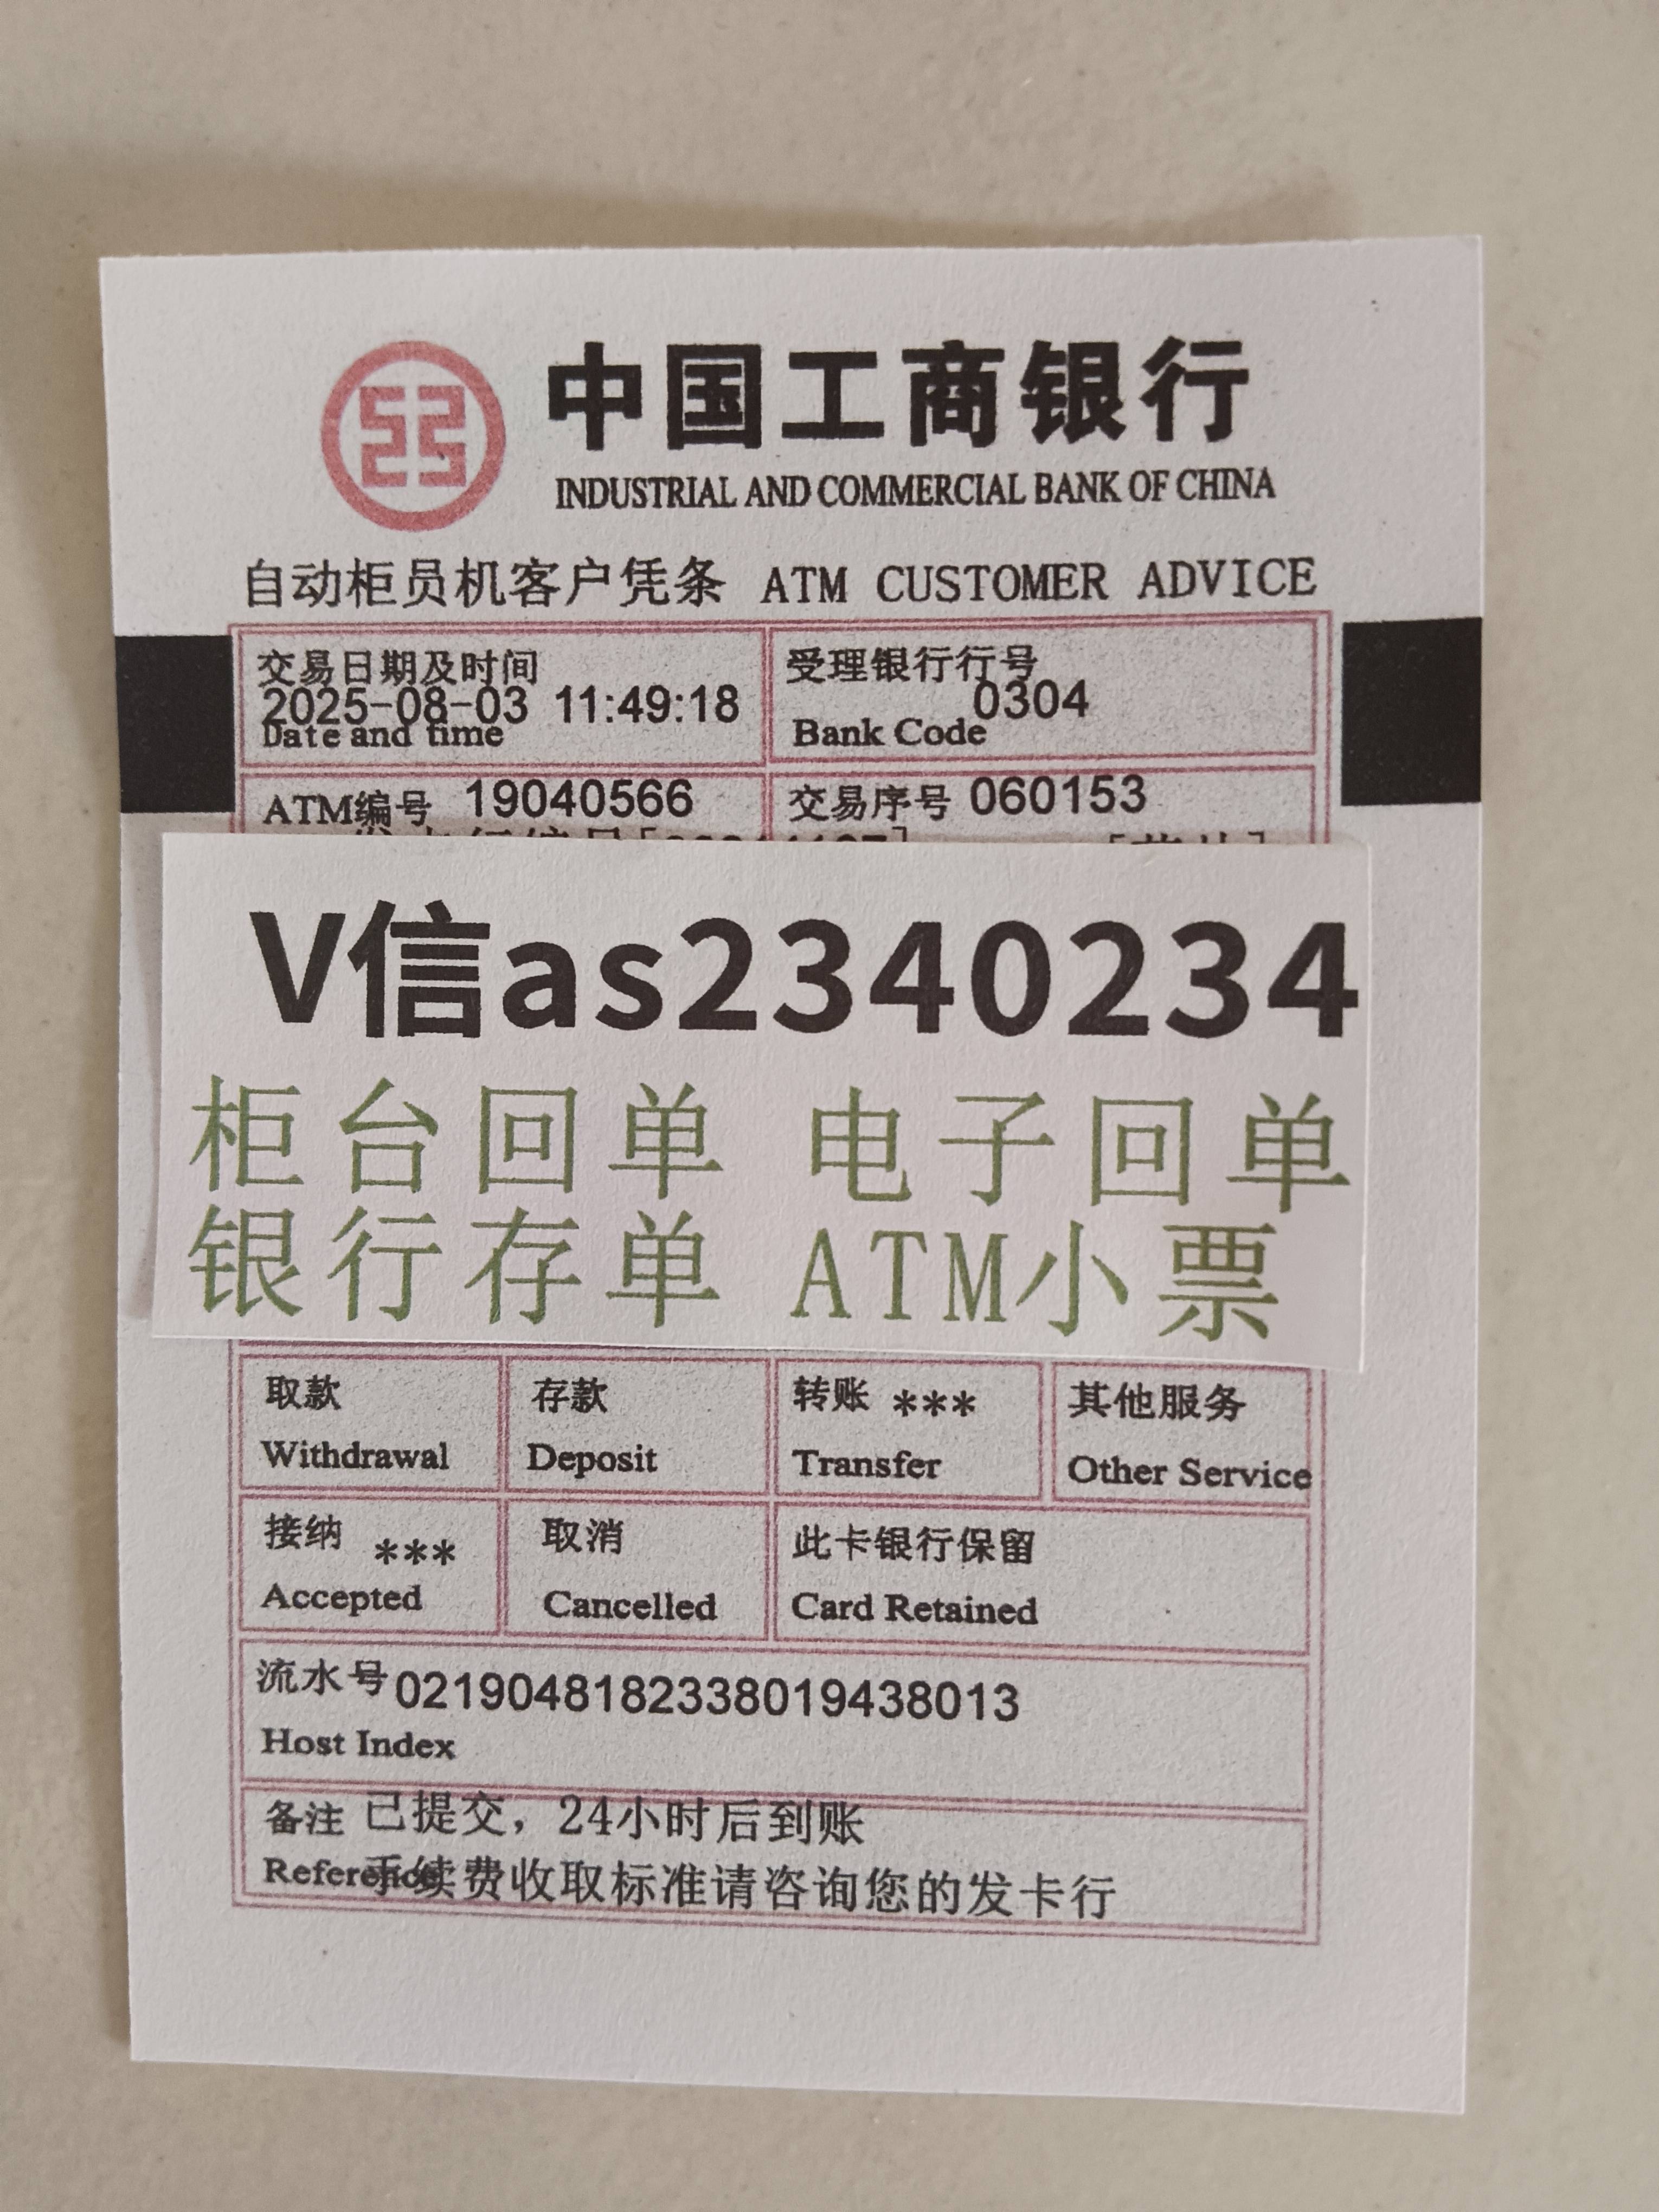 中国工商银行
INDUSTRIAL AND COMMERCIAL BANK OF CHINA
自动柜员机客户凭条 ATM CUSTOMER ADVICE
交易日期及时间 受理银行行号
2025-08-03 11:49:18 0304
Date and time Bank Code
ATM编号 19040566 交易序号 060153
V信as2340234
柜台回单 电子回单
银行存单 ATM小票
取款 存款 转账 *** 其他服务
Withdrawal Deposit Transfer Other Service
接纳 *** 取消 此卡银行保留
Accepted Cancelled Card Retained
流水号 0219048182338019438013
Host Index
备注 已提交，24小时后到账
Reference 手续费收取标准请咨询您的发卡行